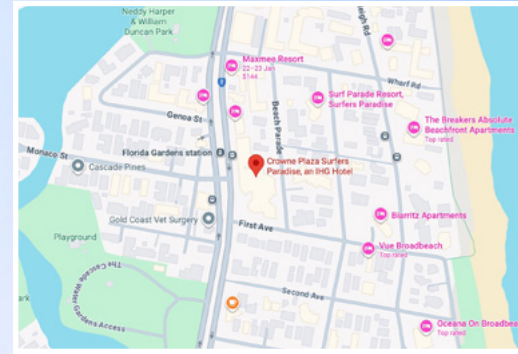 Neddy Harper
& William
Duncan Park
Maxmee Resort
22 - 23 Jan
$144
Wharf Rd
Surf Parade Resort,
Surfers Paradise
Genoa St
Beach Parade
The Breakers Absolute
Beachfront Apartments
Top rated
Monaco St
Florida Gardens station
Cascade Pines
Crowne Plaza Surfers
Paradise, an IHG Hotel
Gold Coast Vet Surgery
First Ave
Biarritz Apartments
Playground
Vue Broadbeach
Top rated
The Cascade Water
Gardens Access
Second Ave
Oceana On Broadbea
Top rated